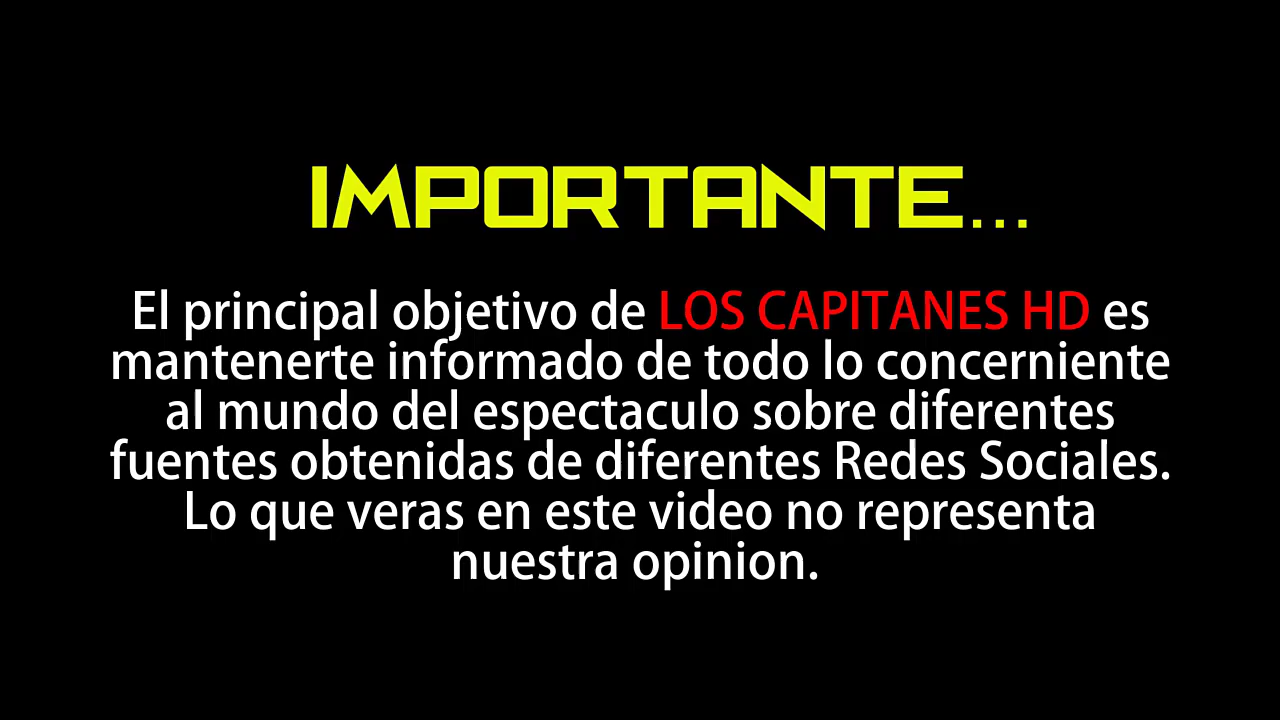 IMPORTANTE...
El principal objetivo de LOS CAPITANES HD es
mantenerte informado de todo lo concerniente
al mundo del espectaculo sobre diferentes
fuentes obtenidas de diferentes Redes Sociales.
Lo que veras en este video no representa
nuestra opinion.